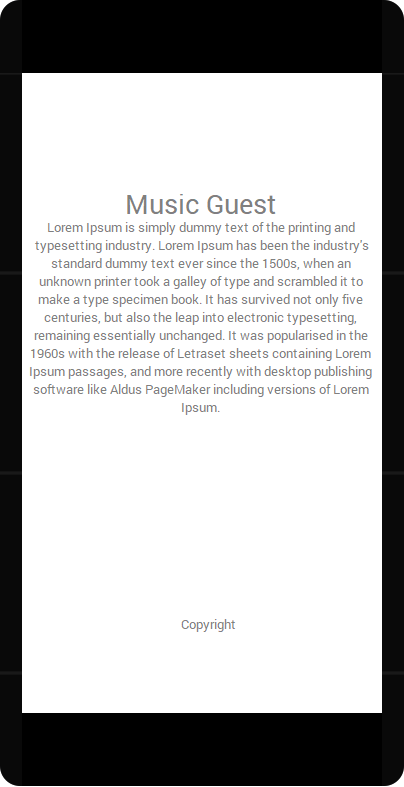 Music Guest
Lorem Ipsum is simply dummy text of the printing and
typesetting industry. Lorem Ipsum has been the industry's
standard dummy text ever since the 1500s, when an
unknown printer took a galley of type and scrambled it to
make a type specimen book. It has survived not only five
centuries, but also the leap into electronic typesetting,
remaining essentially unchanged. It was popularised in the
1960s with the release of Letraset sheets containing Lorem
Ipsum passages, and more recently with desktop publishing
software like Aldus PageMaker including versions of Lorem
Ipsum.
Copyright